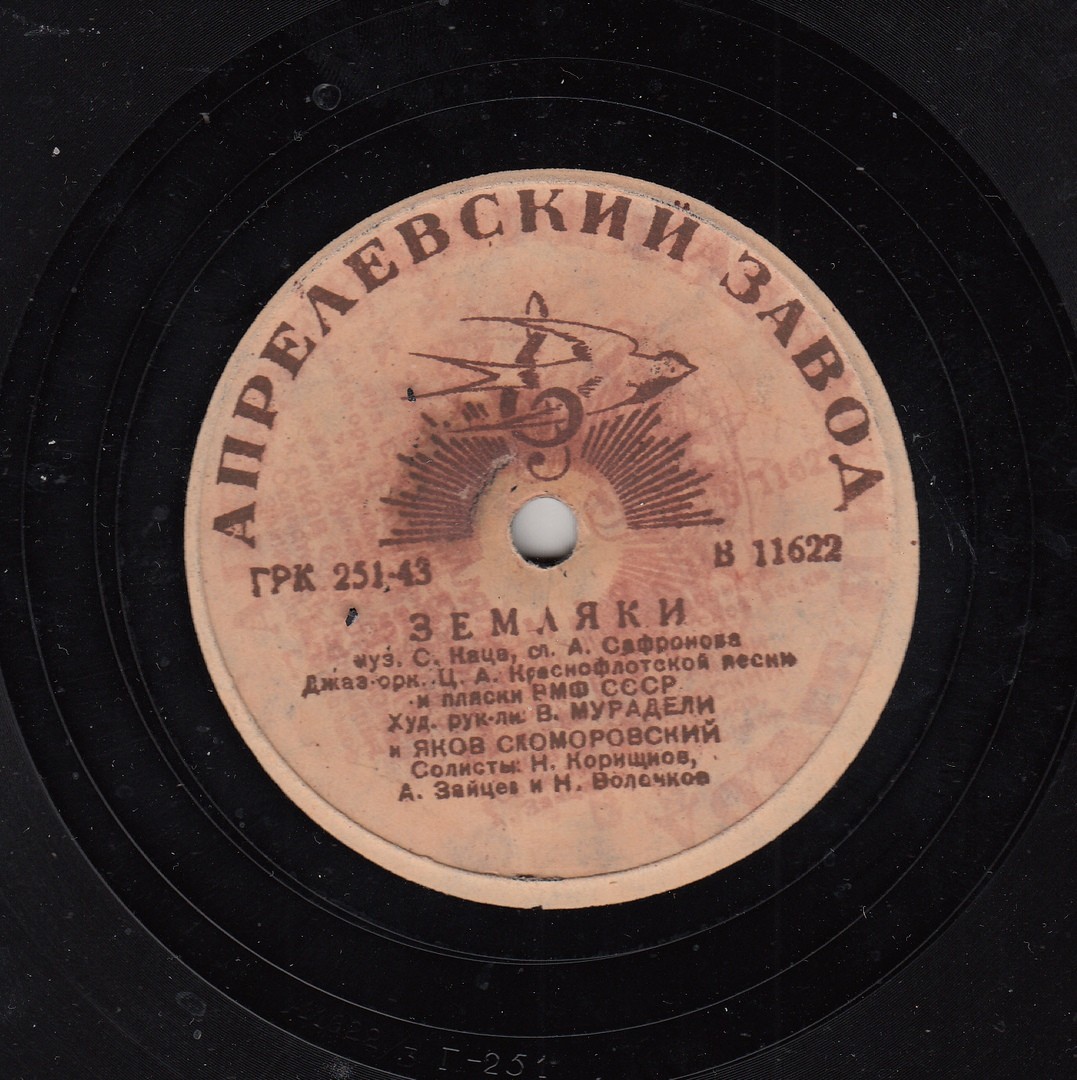 АПРЕЛЕВСКИЙ ЗАВОД
ГРК 251-43
В 11622
ЗЕМЛЯКИ
муз. С. Каца, сл. А. Сафронова
Джаз-орк. Ц. А. Краснофлотской песни
и пляски ВМФ СССР
Худ. рук-ли: В. МУРАДЕЛИ
и ЯКОВ СКОМОРОВСКИЙ
Солисты: Н. Корищнов,
А. Зайцев и Н. Волочков
Г-251